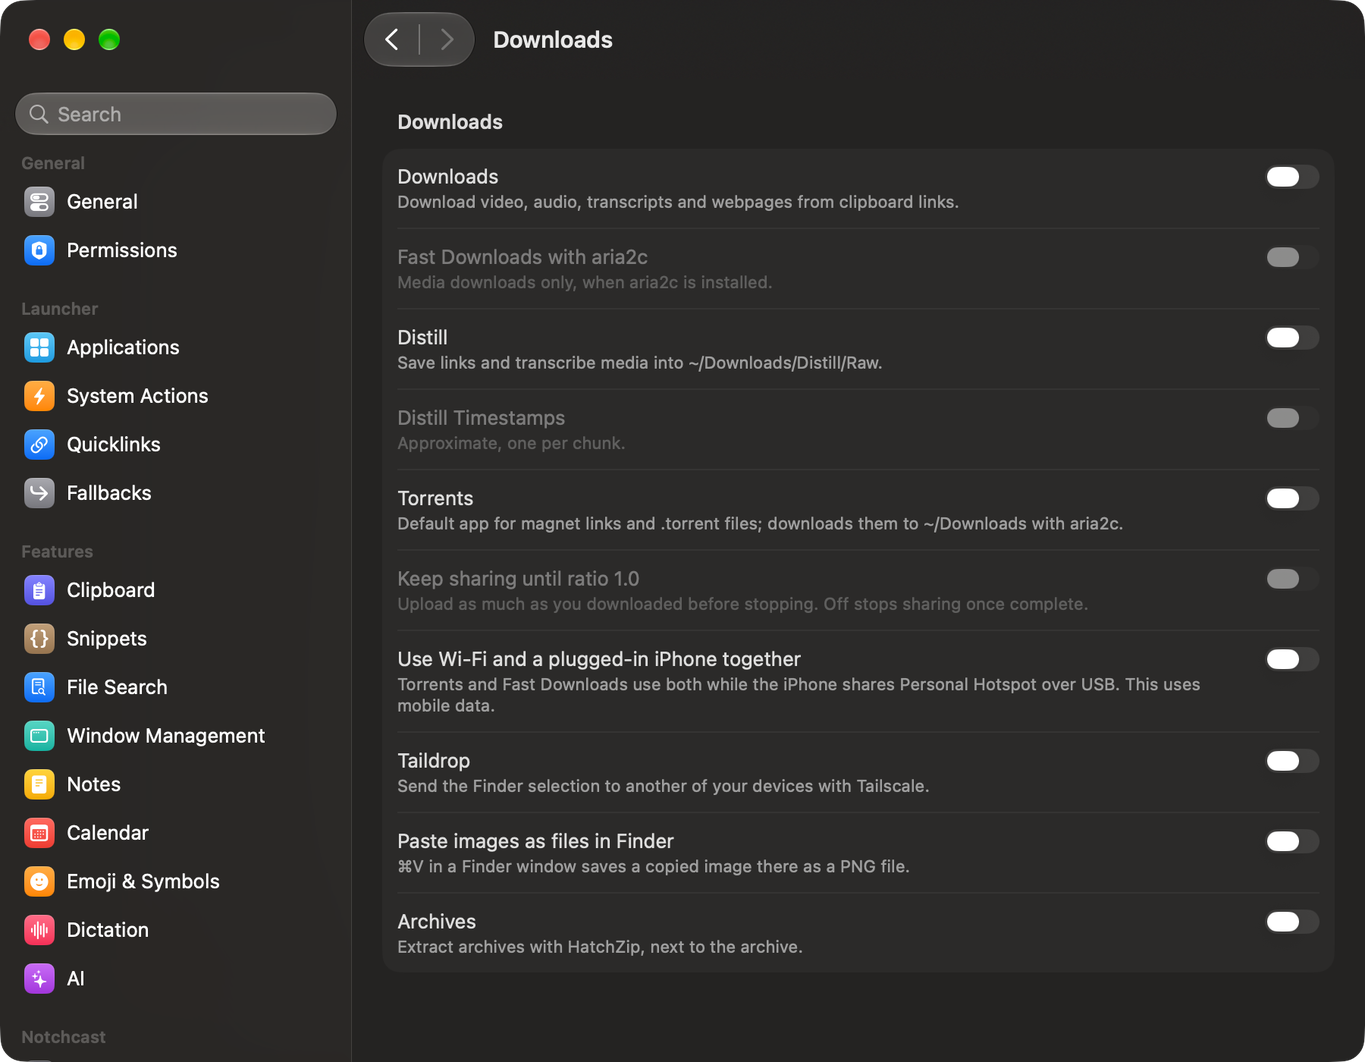 Downloads
Search
General
General
Permissions
Launcher
Applications
System Actions
Quicklinks
Fallbacks
Features
Clipboard
Snippets
File Search
Window Management
Notes
Calendar
Emoji & Symbols
Dictation
AI
Notchcast
Downloads
Downloads
Download video, audio, transcripts and webpages from clipboard links.
Fast Downloads with aria2c
Media downloads only, when aria2c is installed.
Distill
Save links and transcribe media into ~/Downloads/Distill/Raw.
Distill Timestamps
Approximate, one per chunk.
Torrents
Default app for magnet links and .torrent files; downloads them to ~/Downloads with aria2c.
Keep sharing until ratio 1.0
Upload as much as you downloaded before stopping. Off stops sharing once complete.
Use Wi-Fi and a plugged-in iPhone together
Torrents and Fast Downloads use both while the iPhone shares Personal Hotspot over USB. This uses
mobile data.
Taildrop
Send the Finder selection to another of your devices with Tailscale.
Paste images as files in Finder
⌘V in a Finder window saves a copied image there as a PNG file.
Archives
Extract archives with HatchZip, next to the archive.